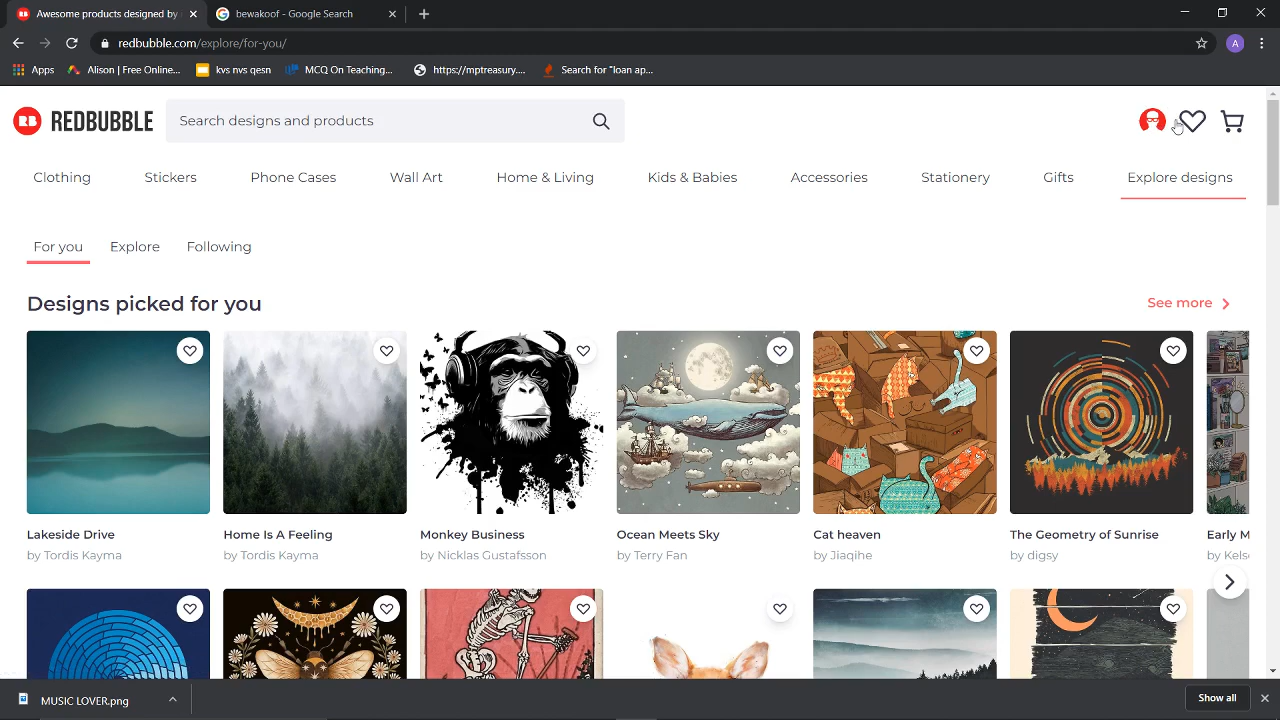 Awesome products designed by
bewakoof - Google Search
redbubble.com/explore/for-you/
A
Apps
Alison | Free Online...
kvs nvs qesn
MCQ On Teaching...
https://mptreasury....
Search for "loan ap...
RB REDBUBBLE
Search designs and products
Clothing
Stickers
Phone Cases
Wall Art
Home & Living
Kids & Babies
Accessories
Stationery
Gifts
Explore designs
For you
Explore
Following
Designs picked for you
See more
Lakeside Drive
by Tordis Kayma
Home Is A Feeling
by Tordis Kayma
Monkey Business
by Nicklas Gustafsson
Ocean Meets Sky
by Terry Fan
Cat heaven
by Jiaqihe
The Geometry of Sunrise
by digsy
Early M
by Kels
MUSIC LOVER.png
Show all